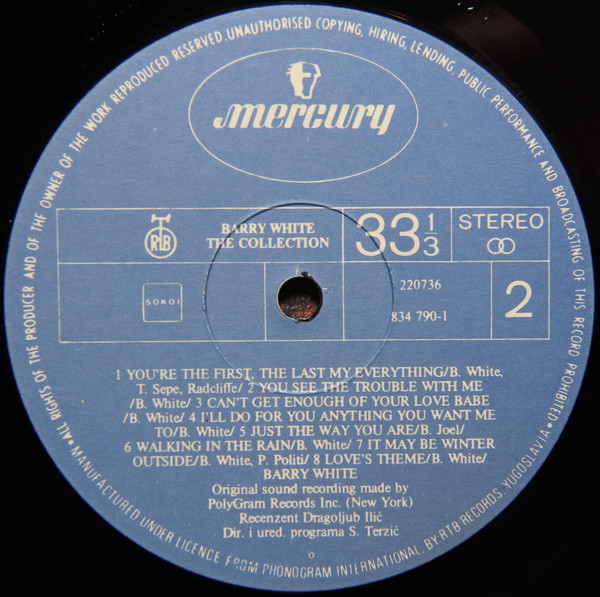 • ALL RIGHTS OF THE PRODUCER AND OF THE OWNER OF THE WORK REPRODUCED RESERVED. UNAUTHORISED COPYING, HIRING, LENDING, PUBLIC PERFORMANCE AND BROADCASTING OF THIS RECORD PROHIBITED •
mercury
RTB
BARRY WHITE
THE COLLECTION
33 1/3
STEREO
SOKOJ
220736
834 790-1
2
1 YOU'RE THE FIRST, THE LAST MY EVERYTHING/B. White,
T. Sepe, Radcliffe/ 2 YOU SEE THE TROUBLE WITH ME
/B. White/ 3 CAN'T GET ENOUGH OF YOUR LOVE BABE
/B. White/ 4 I'LL DO FOR YOU ANYTHING YOU WANT ME
TO/B. White/ 5 JUST THE WAY YOU ARE/B. Joel/
6 WALKING IN THE RAIN/B. White/ 7 IT MAY BE WINTER
OUTSIDE/B. White, P. Politi/ 8 LOVE'S THEME/B. White/
BARRY WHITE
Original sound recording made by
PolyGram Records Inc. (New York)
Recenzent Dragoljub Ilić
Dir. i ured. programa S. Terzić
• MANUFACTURED UNDER LICENCE FROM PHONOGRAM INTERNATIONAL, BY RTB RECORDS, YUGOSLAVIA •